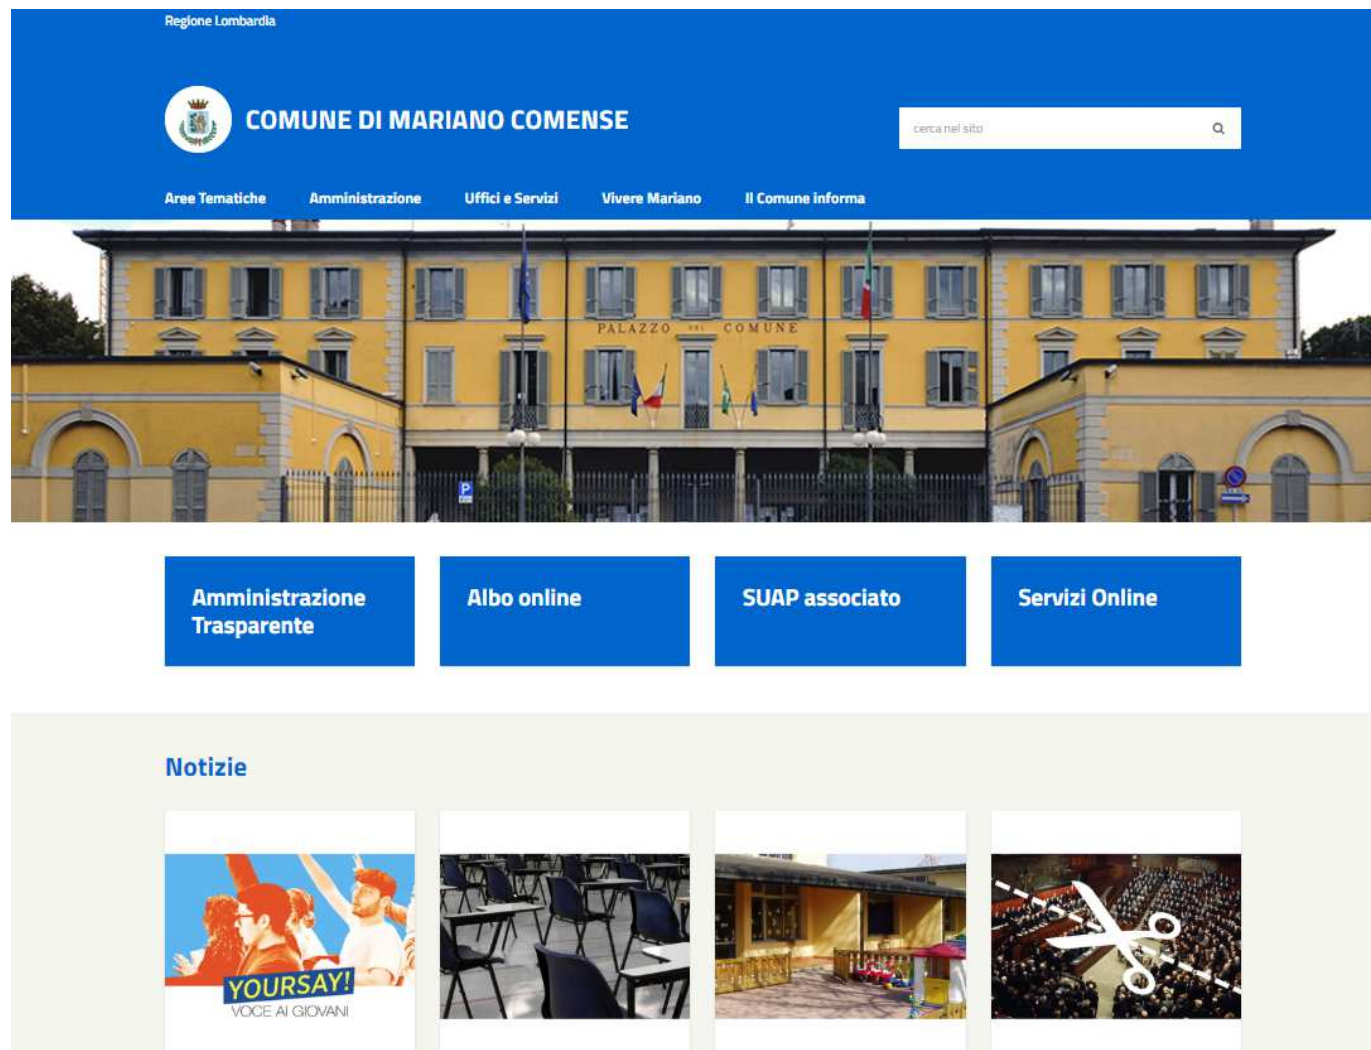 Regione Lombardia
COMUNE DI MARIANO COMENSE
cerca nel sito
Aree Tematiche Amministrazione Uffici e Servizi Vivere Mariano Il Comune informa
PALAZZO DEL COMUNE
P
Amministrazione
Trasparente
Albo online
SUAP associato
Servizi Online
Notizie
YOURSAY!
VOCE AI GIOVANI